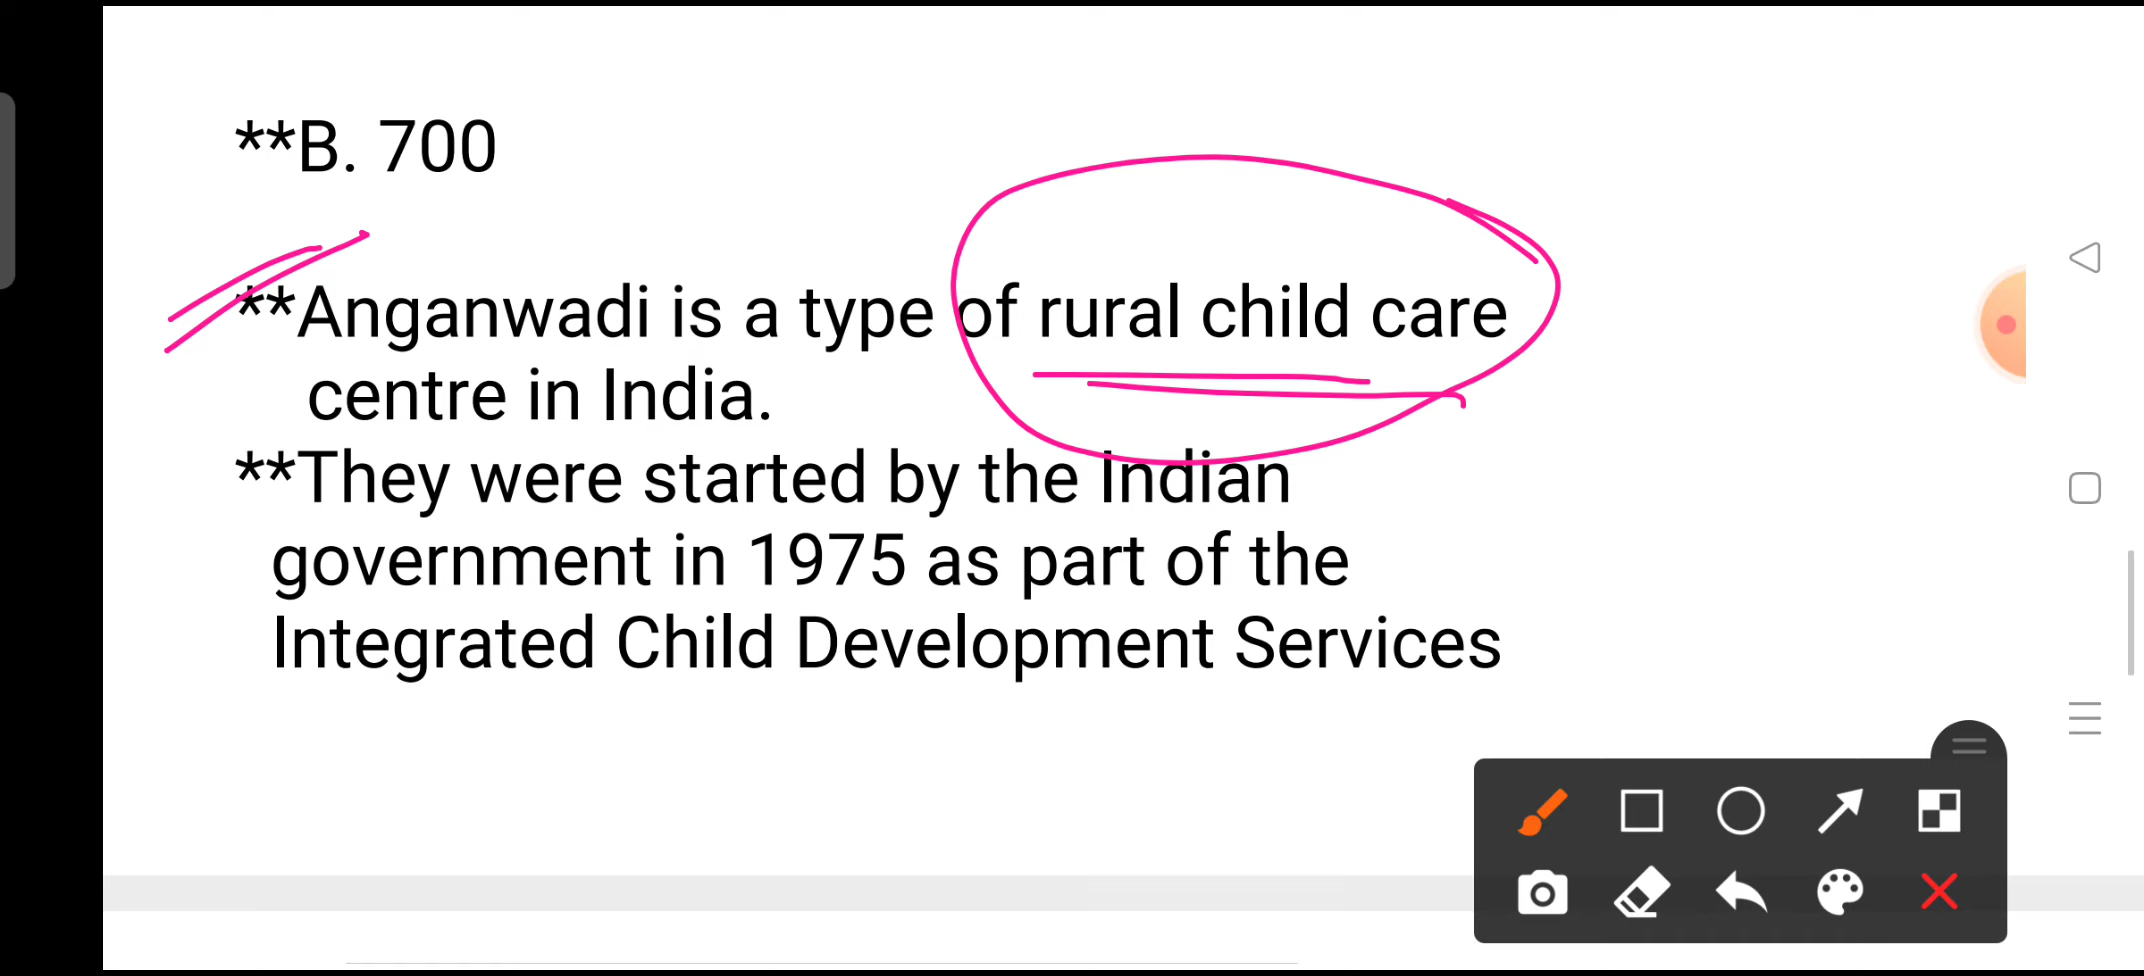 **B. 700
**Anganwadi is a type of rural child care
centre in India.
**They were started by the Indian
government in 1975 as part of the
Integrated Child Development Services